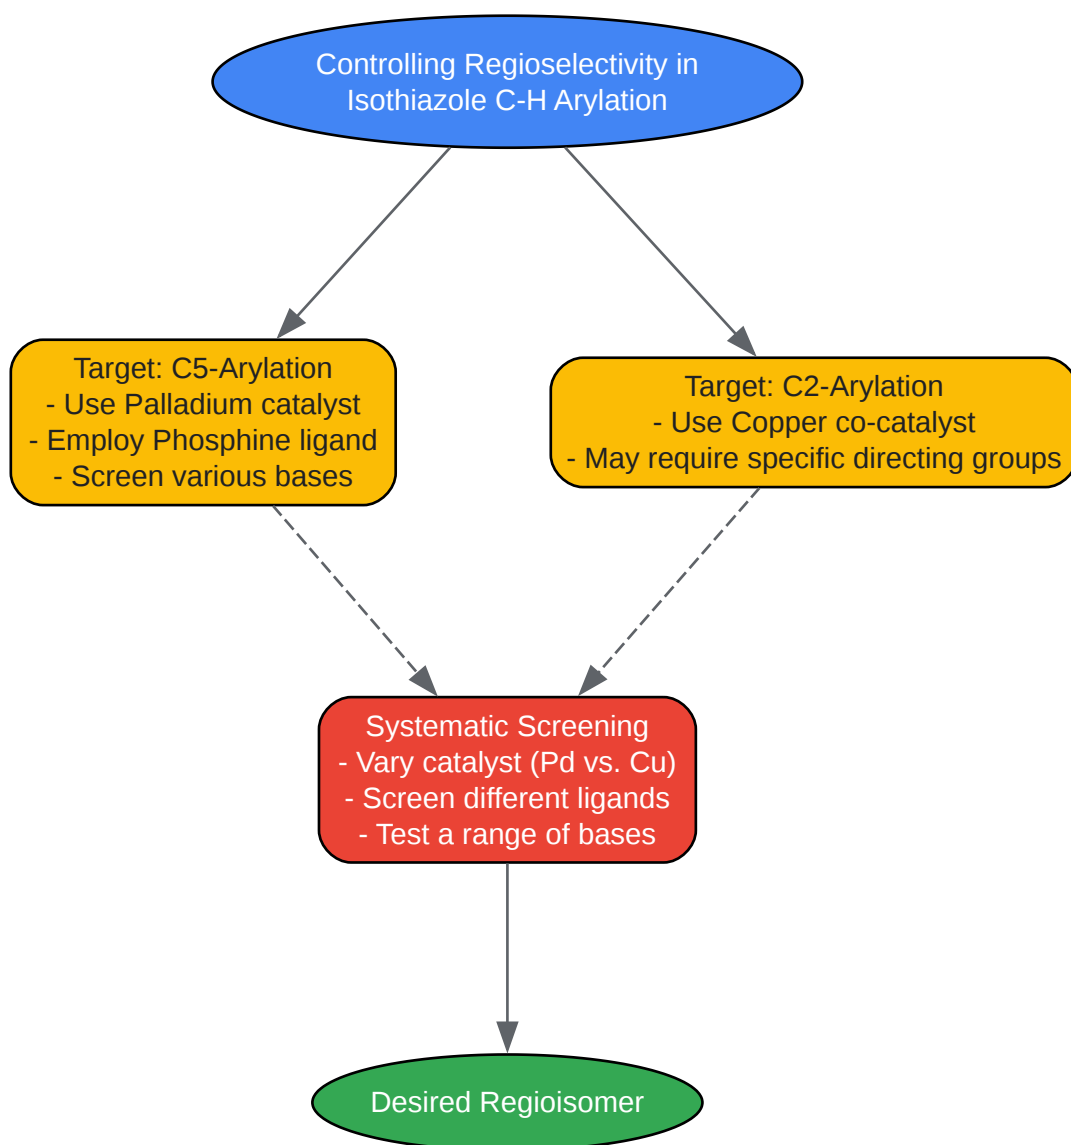 Controlling Regioselectivity in
Isothiazole C-H Arylation
Target: C5-Arylation
- Use Palladium catalyst
- Employ Phosphine ligand
- Screen various bases
Target: C2-Arylation
- Use Copper co-catalyst
- May require specific directing groups
Systematic Screening
- Vary catalyst (Pd vs. Cu)
- Screen different ligands
- Test a range of bases
Desired Regioisomer